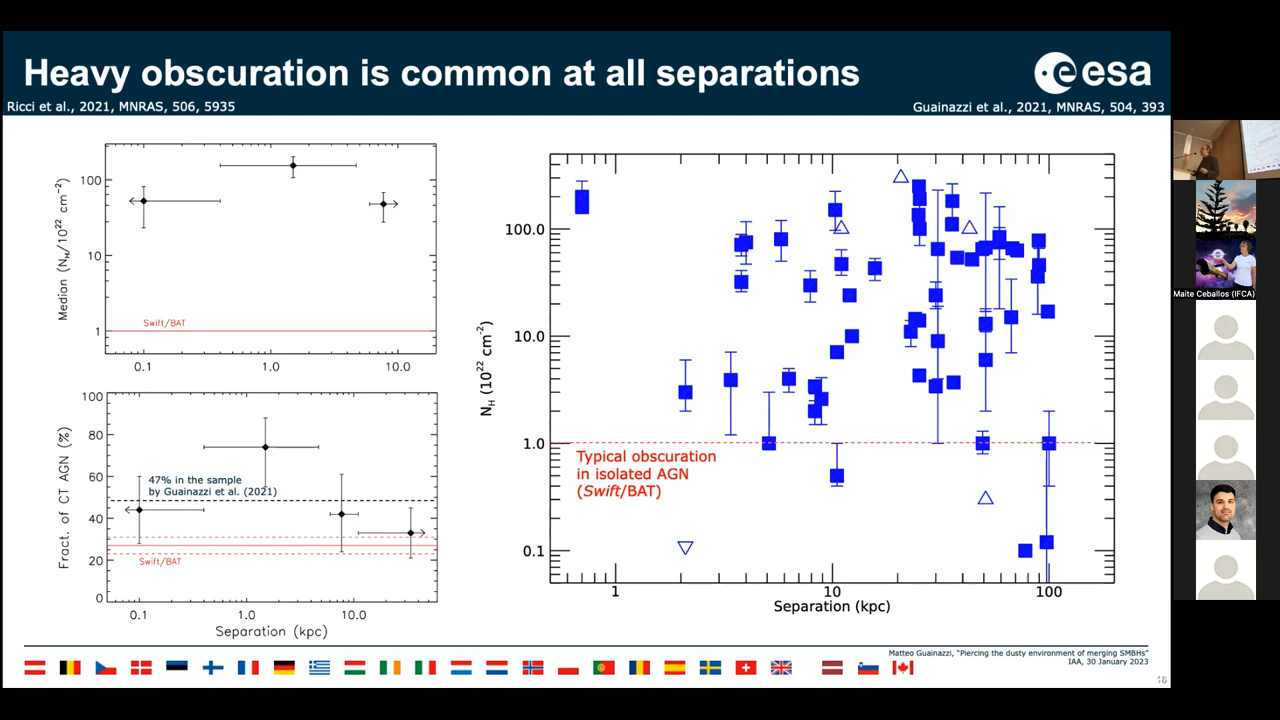 Heavy obscuration is common at all separations
esa
Ricci et al., 2021, MNRAS, 506, 5935
Guainazzi et al., 2021, MNRAS, 504, 393
Median (N_H/10²² cm⁻²)
100
10
1
Swift/BAT
0.1
1.0
10.0
Fract. of CT AGN (%)
100
80
60
40
20
0
47% in the sample
by Guainazzi et al. (2021)
Swift/BAT
0.1
1.0
10.0
Separation (kpc)
N_H (10²² cm⁻²)
100.0
10.0
1.0
0.1
Typical obscuration
in isolated AGN
(Swift/BAT)
1
10
100
Separation (kpc)
Maite Ceballos (IFCA)
Matteo Guainazzi, "Piercing the dusty environment of merging SMBHs"
IAA, 30 January 2023
18